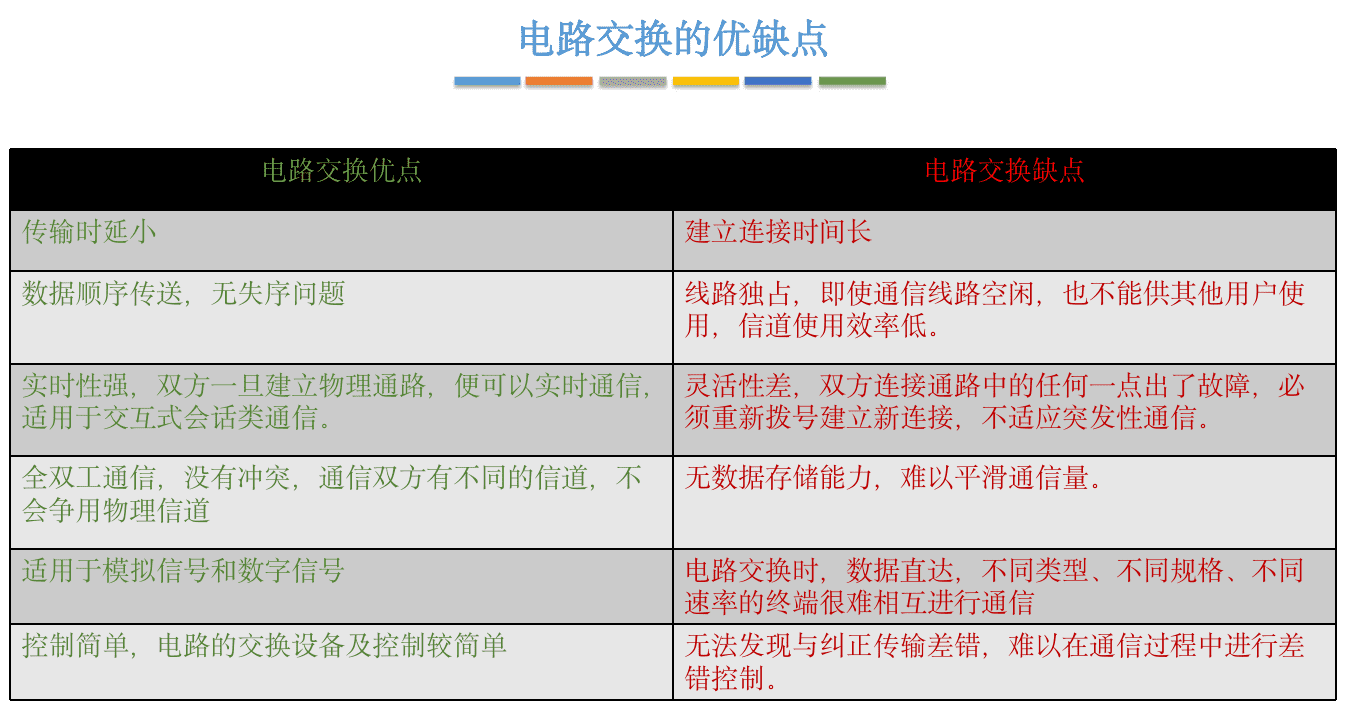 电路交换的优缺点
电路交换优点
电路交换缺点
传输时延小
建立连接时间长
数据顺序传送，无失序问题
线路独占，即使通信线路空闲，也不能供其他用户使
用，信道使用效率低。
实时性强，双方一旦建立物理通路，便可以实时通信，
适用于交互式会话类通信。
灵活性差，双方连接通路中的任何一点出了故障，必
须重新拨号建立新连接，不适应突发性通信。
全双工通信，没有冲突，通信双方有不同的信道，不
会争用物理信道
无数据存储能力，难以平滑通信量。
适用于模拟信号和数字信号
电路交换时，数据直达，不同类型、不同规格、不同
速率的终端很难相互进行通信
控制简单，电路的交换设备及控制较简单
无法发现与纠正传输差错，难以在通信过程中进行差
错控制。